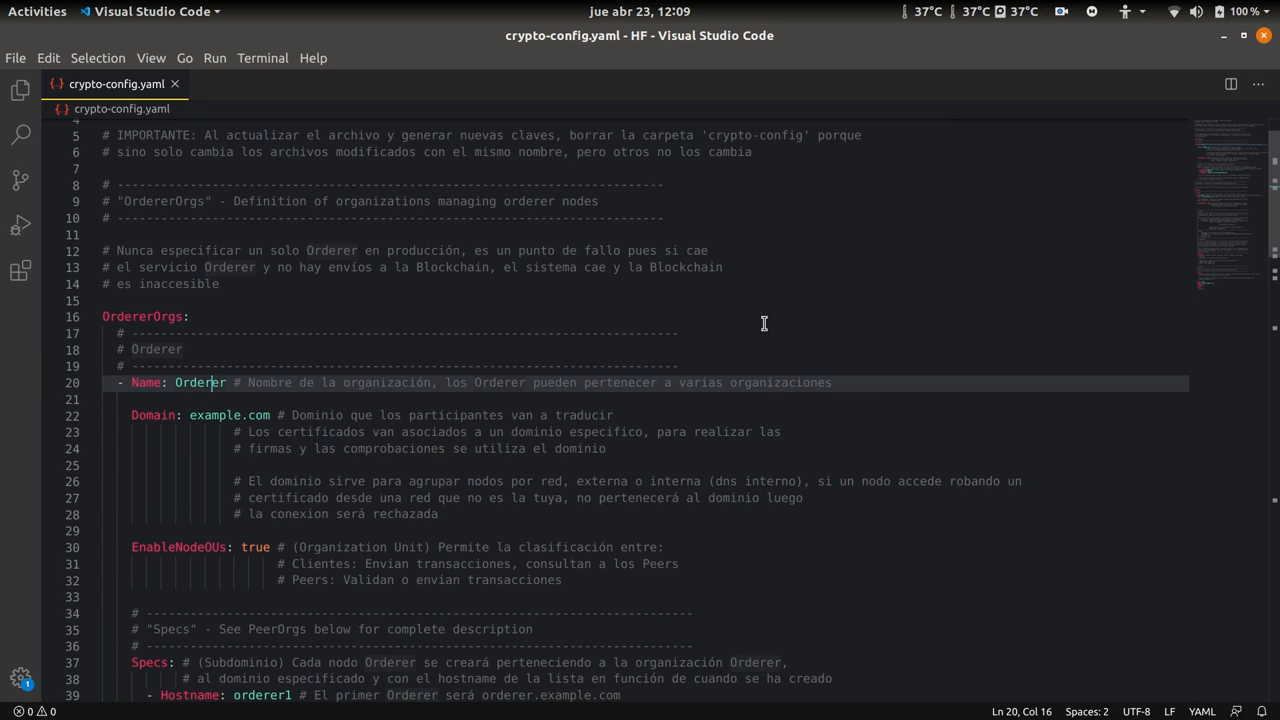 Activities
Visual Studio Code
jue abr 23, 12:09
37°C
37°C
37°C
100 %
crypto-config.yaml - HF - Visual Studio Code
File Edit Selection View Go Run Terminal Help
crypto-config.yaml
crypto-config.yaml
5 # IMPORTANTE: Al actualizar el archivo y generar nuevas claves, borrar la carpeta 'crypto-config' porque
6 # sino solo cambia los archivos modificados con el mismo nombre, pero otros no los cambia
7
8 # ---------------------------------------------------------------------------
9 # "OrdererOrgs" - Definition of organizations managing orderer nodes
10 # ---------------------------------------------------------------------------
11
12 # Nunca especificar un solo Orderer en producción, es un punto de fallo pues si cae
13 # el servicio Orderer y no hay envíos a la Blockchain, el sistema cae y la Blockchain
14 # es inaccesible
15
16 OrdererOrgs:
17 # ---------------------------------------------------------------------------
18 # Orderer
19 # ---------------------------------------------------------------------------
20 - Name: Orderer # Nombre de la organización, los Orderer pueden pertenecer a varias organizaciones
21
22 Domain: example.com # Dominio que los participantes van a traducir
23 # Los certificados van asociados a un dominio especifico, para realizar las
24 # firmas y las comprobaciones se utiliza el dominio
25
26 # El dominio sirve para agrupar nodos por red, externa o interna (dns interno), si un nodo accede robando un
27 # certificado desde una red que no es la tuya, no pertenecerá al dominio luego
28 # la conexion será rechazada
29
30 EnableNodeOUs: true # (Organization Unit) Permite la clasificación entre:
31 # Clientes: Envian transacciones, consultan a los Peers
32 # Peers: Validan o envian transacciones
33
34 # ---------------------------------------------------------------------------
35 # "Specs" - See PeerOrgs below for complete description
36 # ---------------------------------------------------------------------------
37 Specs: # (Subdominio) Cada nodo Orderer se creará perteneciendo a la organización Orderer,
38 # al dominio especificado y con el hostname de la lista en función de cuando se ha creado
39 - Hostname: orderer1 # El primer Orderer será orderer.example.com
1
0 0
Ln 20, Col 16
Spaces: 2
UTF-8
LF
YAML